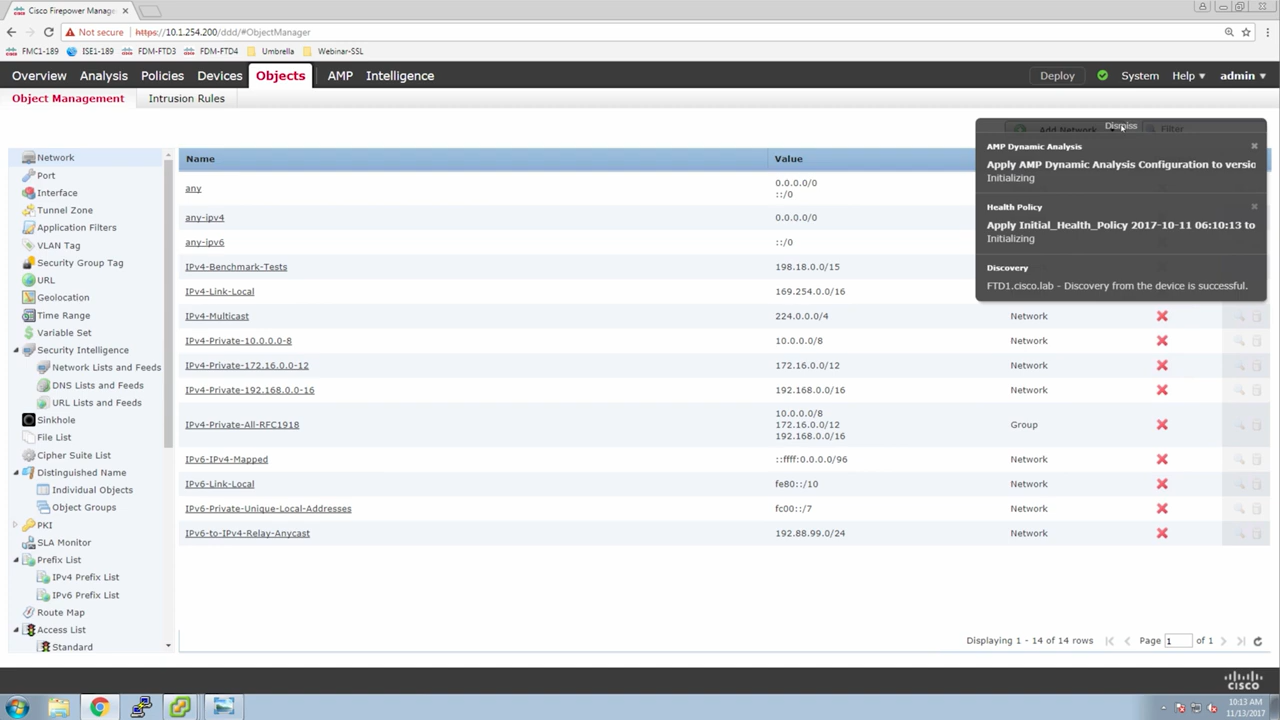 Cisco Firepower Manage
Not secure
https://10.1.254.200/ddd/#ObjectManager
FMC1-189
ISE1-189
FDM-FTD3
FDM-FTD4
Umbrella
Webinar-SSL
Overview
Analysis
Policies
Devices
Objects
AMP
Intelligence
Deploy
System
Help
admin
Object Management
Intrusion Rules
Add Network
Filter
Dismiss
AMP Dynamic Analysis
Apply AMP Dynamic Analysis Configuration to versio
Initializing
Health Policy
Apply Initial_Health_Policy 2017-10-11 06:10:13 to
Initializing
Discovery
FTD1.cisco.lab - Discovery from the device is successful.
Network
Port
Interface
Tunnel Zone
Application Filters
VLAN Tag
Security Group Tag
URL
Geolocation
Time Range
Variable Set
Security Intelligence
Network Lists and Feeds
DNS Lists and Feeds
URL Lists and Feeds
Sinkhole
File List
Cipher Suite List
Distinguished Name
Individual Objects
Object Groups
PKI
SLA Monitor
Prefix List
IPv4 Prefix List
IPv6 Prefix List
Route Map
Access List
Standard
Name
Value
any
0.0.0.0/0
::/0
any-ipv4
0.0.0.0/0
any-ipv6
::/0
IPv4-Benchmark-Tests
198.18.0.0/15
IPv4-Link-Local
169.254.0.0/16
IPv4-Multicast
224.0.0.0/4
Network
IPv4-Private-10.0.0.0-8
10.0.0.0/8
Network
IPv4-Private-172.16.0.0-12
172.16.0.0/12
Network
IPv4-Private-192.168.0.0-16
192.168.0.0/16
Network
IPv4-Private-All-RFC1918
10.0.0.0/8
172.16.0.0/12
192.168.0.0/16
Group
IPv6-IPv4-Mapped
::ffff:0.0.0.0/96
Network
IPv6-Link-Local
fe80::/10
Network
IPv6-Private-Unique-Local-Addresses
fc00::/7
Network
IPv6-to-IPv4-Relay-Anycast
192.88.99.0/24
Network
Displaying 1 - 14 of 14 rows
Page 1 of 1
CISCO
10:13 AM
11/13/2017